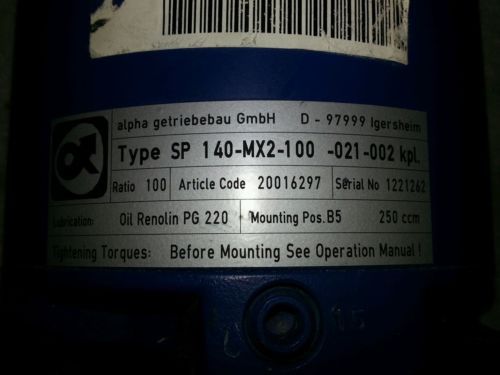 alpha getriebebau GmbH D - 97999 Igersheim
Type SP 140-MX2-100 -021-002 kpl.
Ratio 100 Article Code 20016297 Serial No 1221262
Lubrication: Oil Renolin PG 220 Mounting Pos. B5 250 ccm
Tightening Torques: Before Mounting See Operation Manual !
15